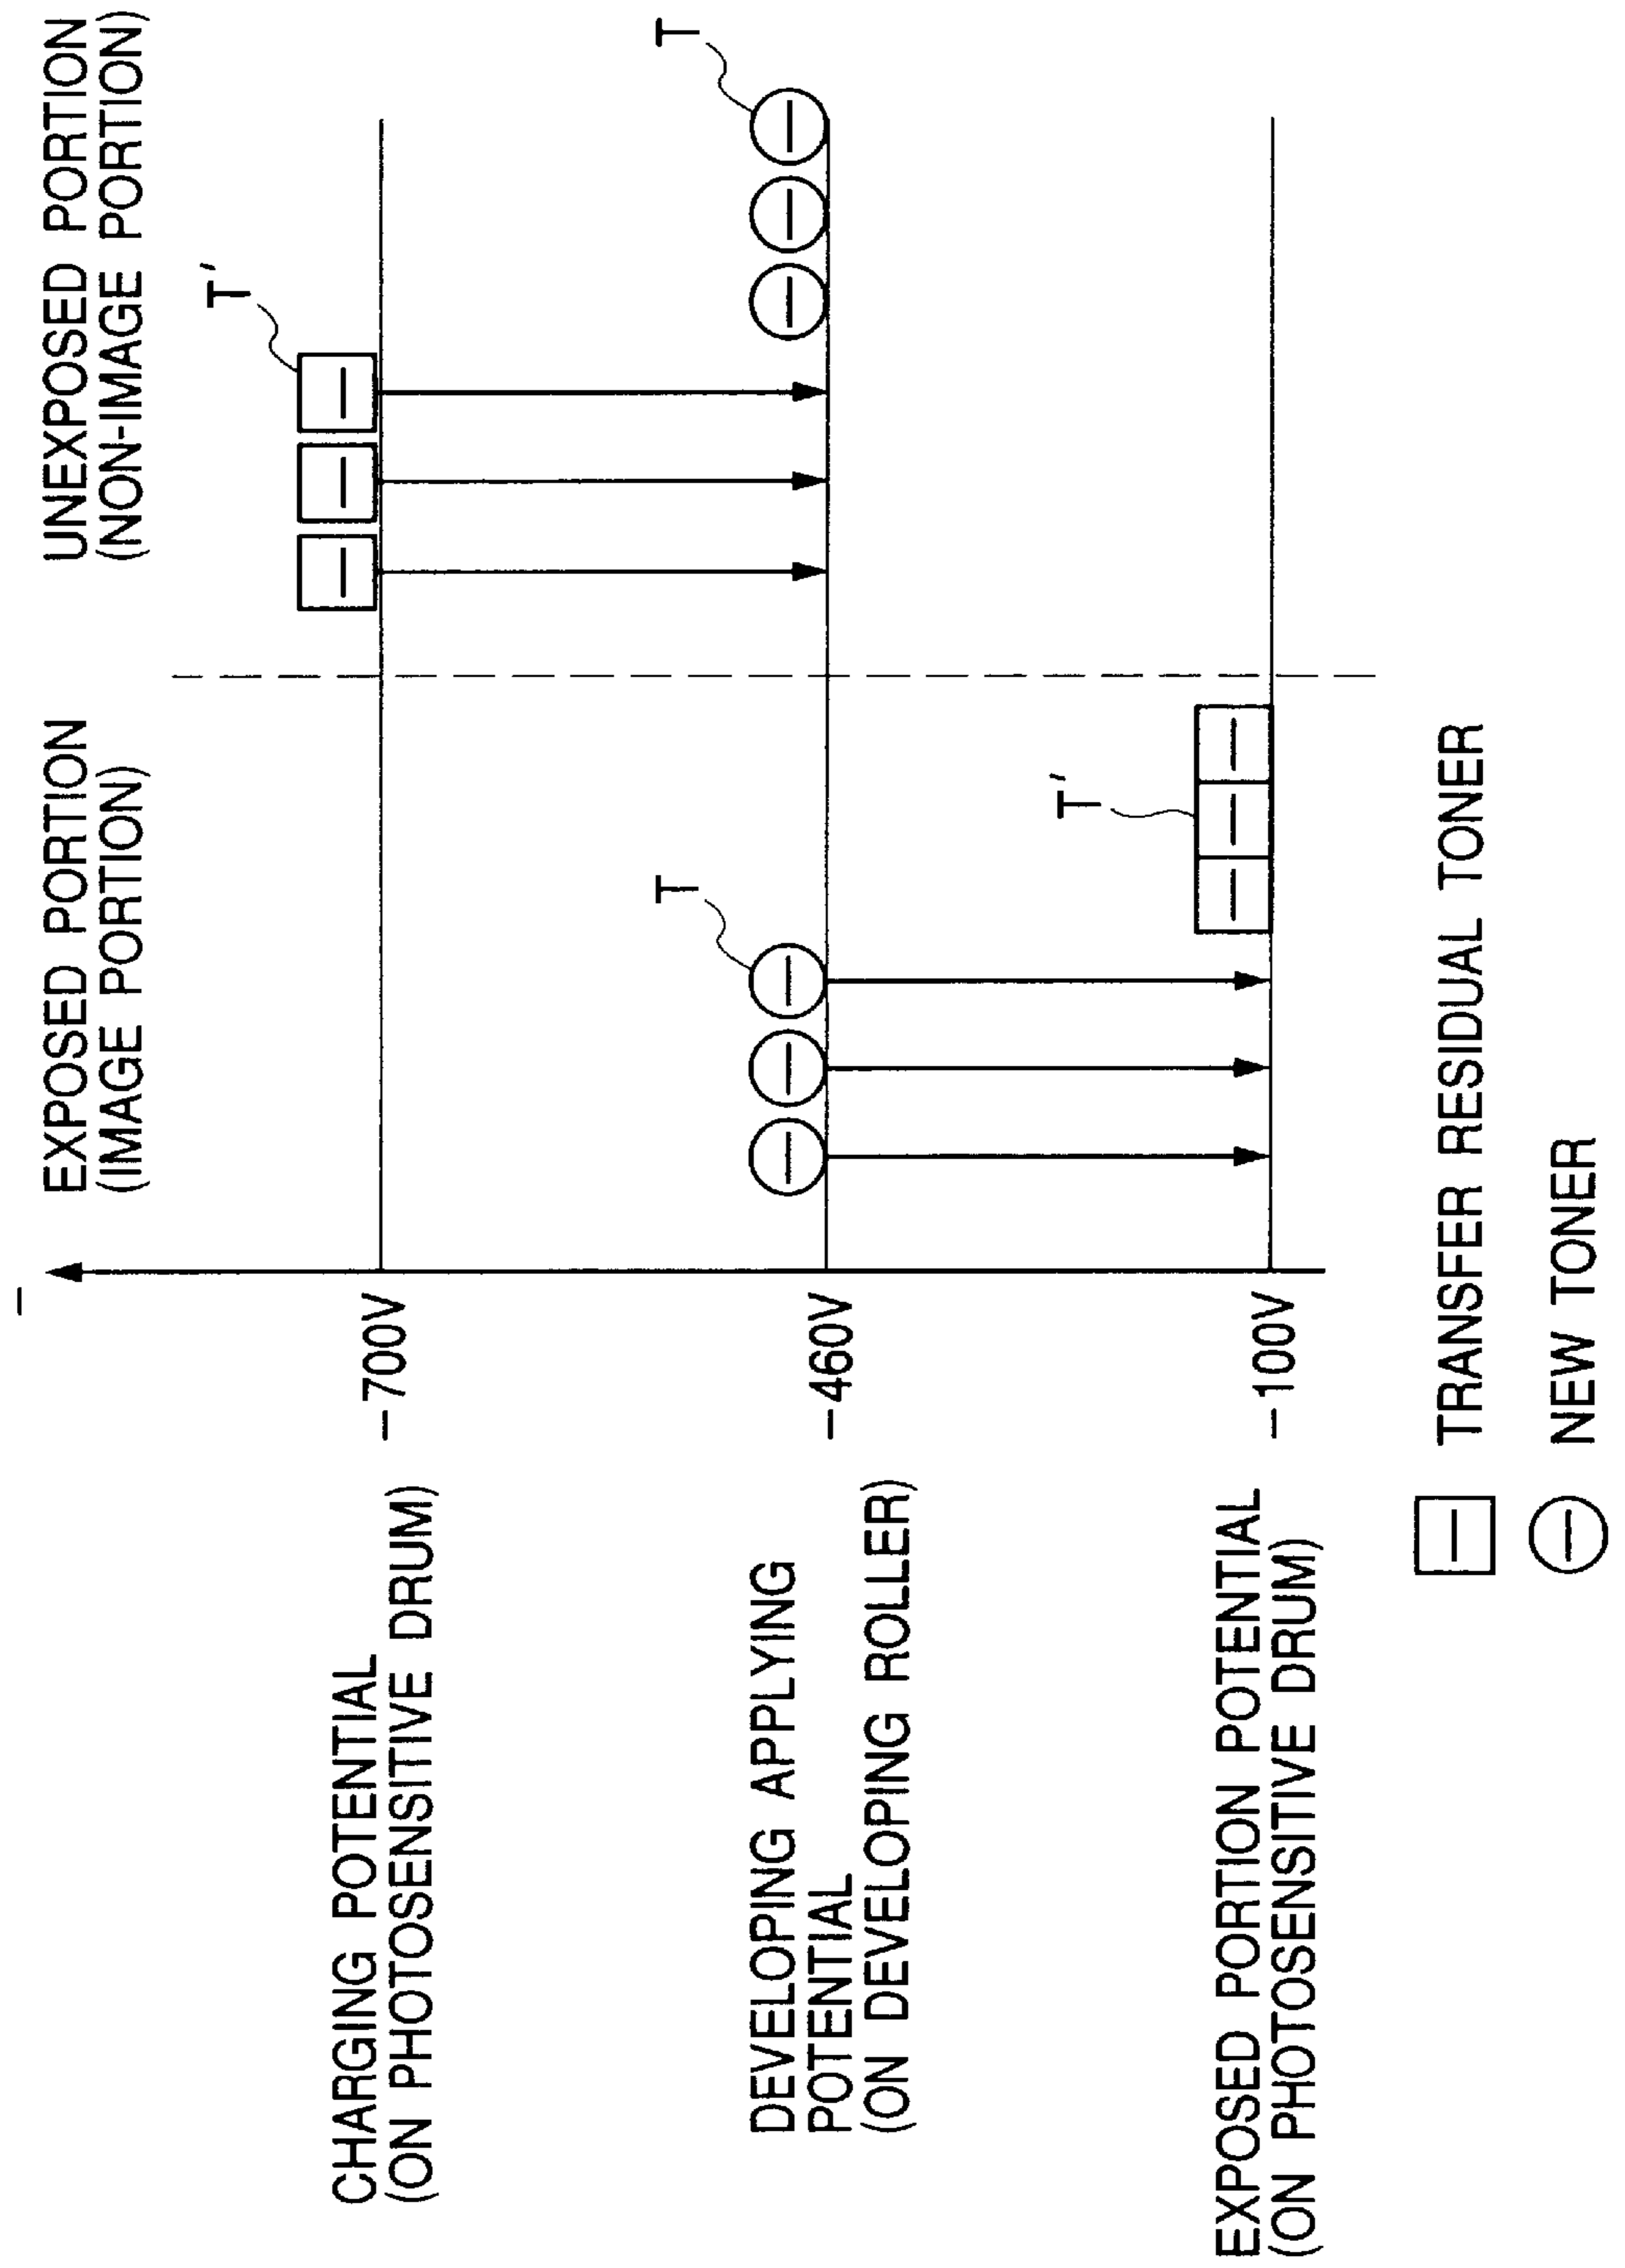 EXPOSED PORTION
(IMAGE PORTION)
UNEXPOSED PORTION
(NON-IMAGE PORTION)
−
T′
CHARGING POTENTIAL
(ON PHOTOSENSITIVE DRUM)
−700V
T
T
DEVELOPING APPLYING
POTENTIAL
(ON DEVELOPING ROLLER)
−460V
T′
EXPOSED PORTION POTENTIAL
(ON PHOTOSENSITIVE DRUM)
−100V
− TRANSFER RESIDUAL TONER
− NEW TONER